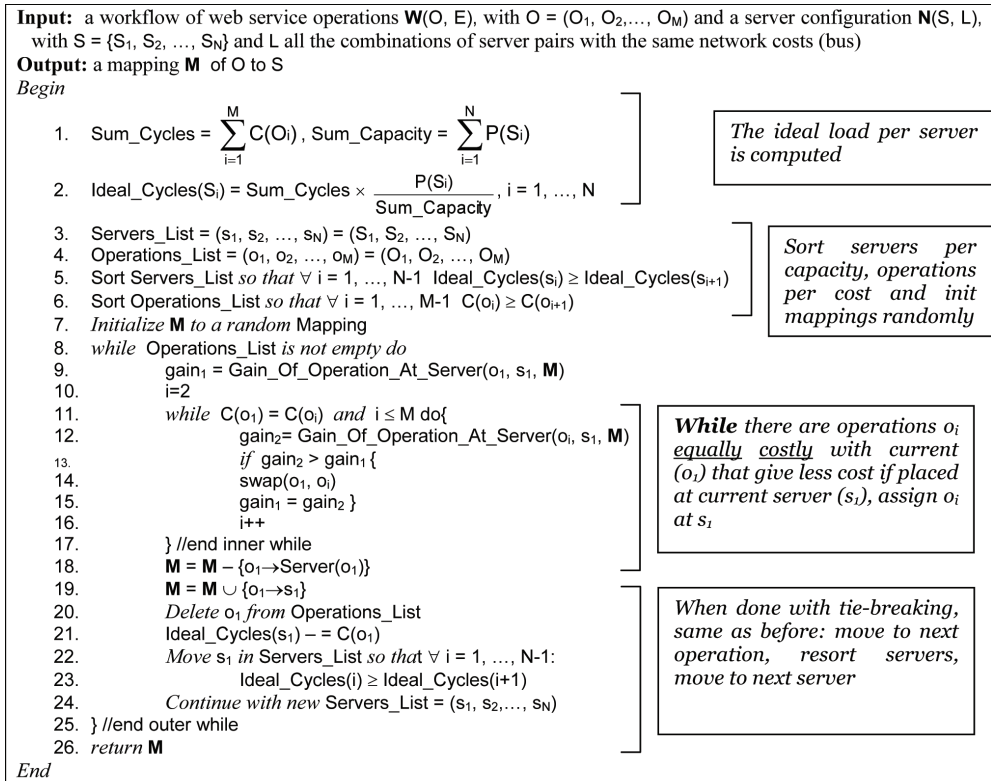 Input: a workflow of web service operations W(O, E), with O = (O₁, O₂,…, Oₘ) and a server configuration N(S, L),
with S = {S₁, S₂, …, Sₙ} and L all the combinations of server pairs with the same network costs (bus)
Output: a mapping M of O to S
Begin
1. Sum_Cycles = ∑_{i=1}^{M} C(Oᵢ) , Sum_Capacity = ∑_{i=1}^{N} P(Sᵢ)
2. Ideal_Cycles(Sᵢ) = Sum_Cycles × P(Sᵢ) / Sum_Capacity , i = 1, …, N
The ideal load per server
is computed
3. Servers_List = (s₁, s₂, …, sₙ) = (S₁, S₂, …, Sₙ)
4. Operations_List = (o₁, o₂, …, oₘ) = (O₁, O₂, …, Oₘ)
5. Sort Servers_List so that ∀ i = 1, …, N-1 Ideal_Cycles(sᵢ) ≥ Ideal_Cycles(sᵢ₊₁)
6. Sort Operations_List so that ∀ i = 1, …, M-1 C(oᵢ) ≥ C(oᵢ₊₁)
7. Initialize M to a random Mapping
Sort servers per
capacity, operations
per cost and init
mappings randomly
8. while Operations_List is not empty do
9. gain₁ = Gain_Of_Operation_At_Server(o₁, s₁, M)
10. i=2
11. while C(o₁) = C(oᵢ) and i ≤ M do{
12. gain₂= Gain_Of_Operation_At_Server(oᵢ, s₁, M)
13. if gain₂ > gain₁ {
14. swap(o₁, oᵢ)
15. gain₁ = gain₂ }
16. i++
17. } //end inner while
18. M = M – {o₁→Server(o₁)}
While there are operations oᵢ
equally costly with current
(o₁) that give less cost if placed
at current server (s₁), assign oᵢ
at s₁
19. M = M ∪ {o₁→s₁}
20. Delete o₁ from Operations_List
21. Ideal_Cycles(s₁) – = C(o₁)
22. Move s₁ in Servers_List so that ∀ i = 1, …, N-1:
23. Ideal_Cycles(i) ≥ Ideal_Cycles(i+1)
24. Continue with new Servers_List = (s₁, s₂,…, sₙ)
25. } //end outer while
26. return M
When done with tie-breaking,
same as before: move to next
operation, resort servers,
move to next server
End